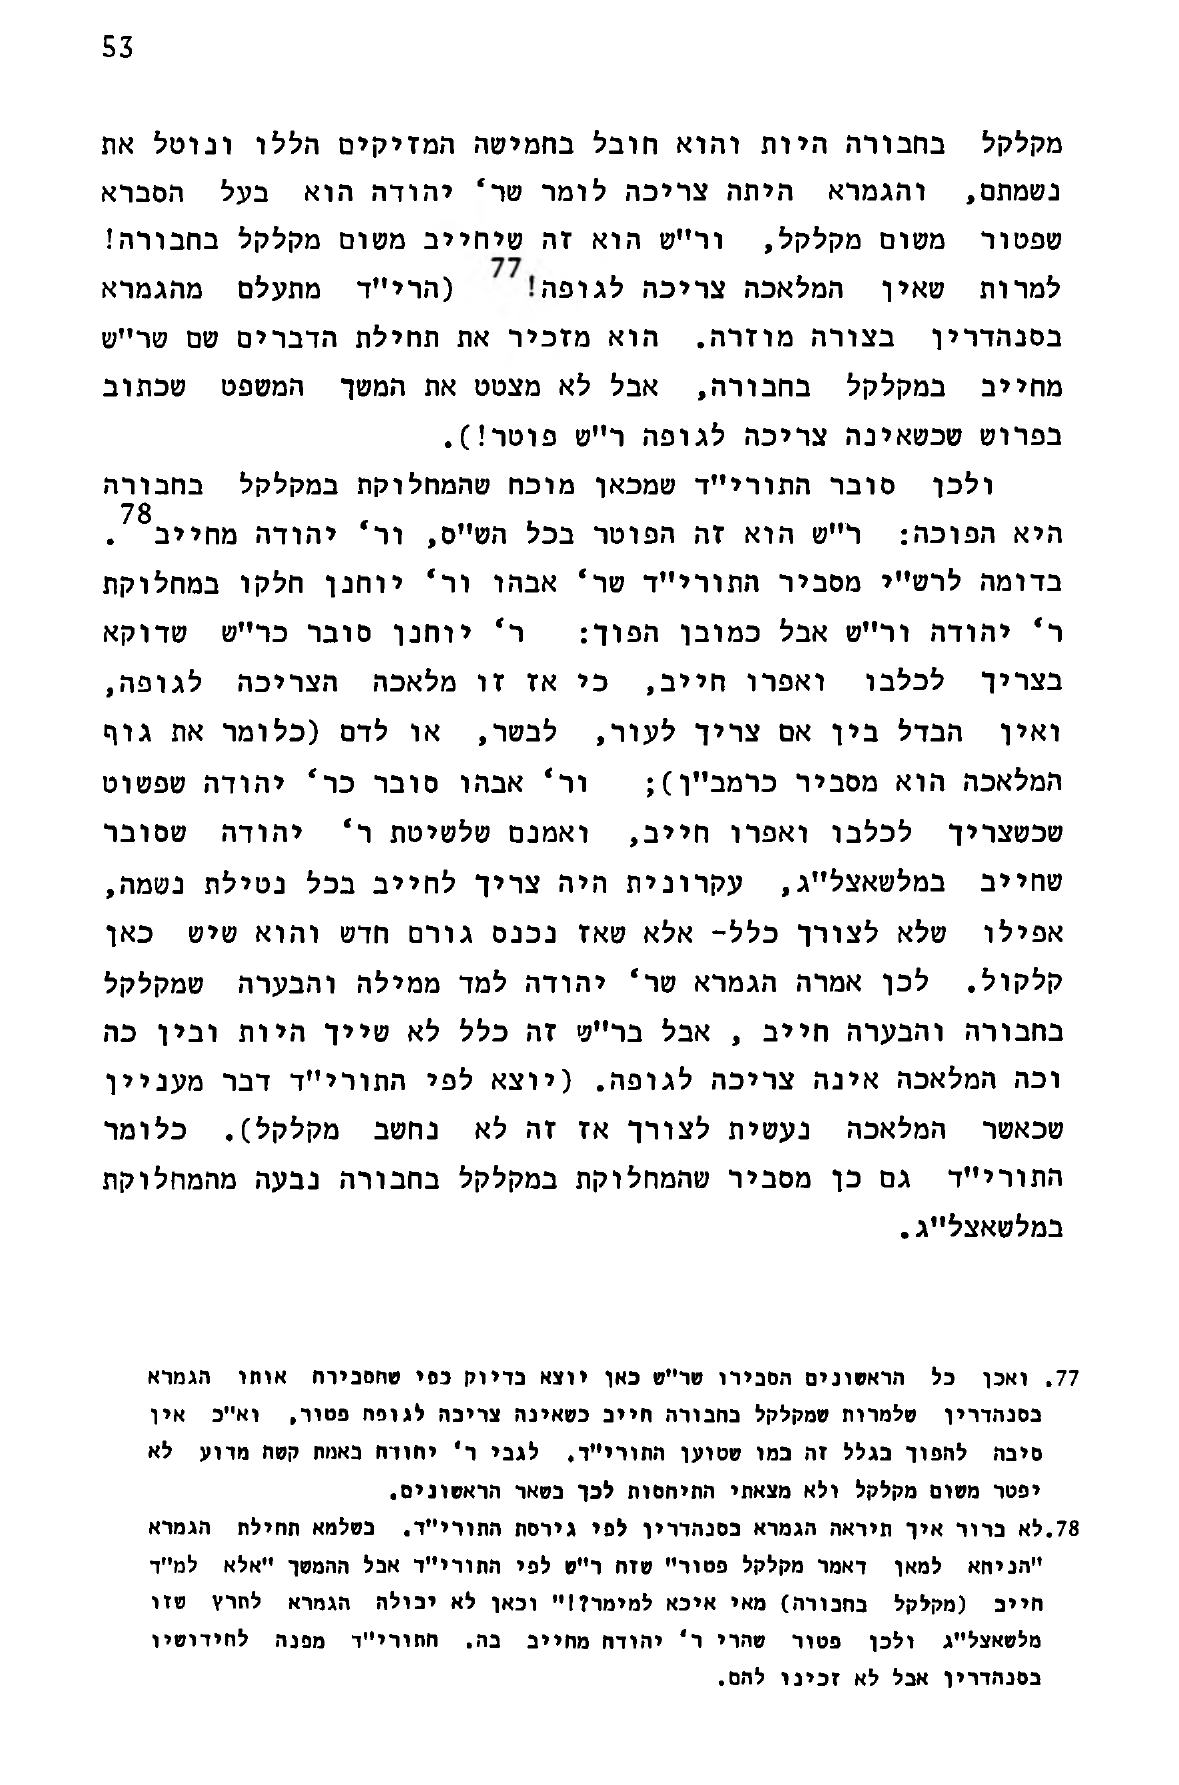 53
מקלקל בחבורה היות והוא חובל בחמישה המזיקים הללו ונוטל את
נשמתם, והגמרא היתה צריכה לומר שר' יהודה הוא בעל הסברא
שפטור משום מקלקל, ור"ש הוא זה שיחייב משום מקלקל בחבורה!
למרות שאין המלאכה צריכה לגופה!77 (הרי"ד מתעלם מהגמרא
בסנהדרין בצורה מוזרה. הוא מזכיר את תחילת הדברים שם שר"ש
מחייב במקלקל בחבורה, אבל לא מצטט את המשך המשפט שכתוב
בפרוש שכשאינה צריכה לגופה ר"ש פוטר!).
ולכן סובר התורי"ד שמכאן מוכח שהמחלוקת במקלקל בחבורה
היא הפוכה: ר"ש הוא זה הפוטר בכל הש"ס, ור' יהודה מחייב78.
בדומה לרש"י מסביר התורי"ד שר' אבהו ור' יוחנן חלקו במחלוקת
ר' יהודה ור"ש אבל כמובן הפוך: ר' יוחנן סובר כר"ש שדוקא
בצריך לכלבו ואפרו חייב, כי אז זו מלאכה הצריכה לגופה,
ואין הבדל בין אם צריך לעור, לבשר, או לדם (כלומר את גוף
המלאכה הוא מסביר כרמב"ן); ור' אבהו סובר כר' יהודה שפשוט
שכשצריך לכלבו ואפרו חייב, ואמנם שלשיטת ר' יהודה שסובר
שחייב במלשאצל"ג, עקרונית היה צריך לחייב בכל נטילת נשמה,
אפילו שלא לצורך כלל- אלא שאז נכנס גורם חדש והוא שיש כאן
קלקול. לכן אמרה הגמרא שר' יהודה למד ממילה והבערה שמקלקל
בחבורה והבערה חייב , אבל בר"ש זה כלל לא שייך היות ובין כה
וכה המלאכה אינה צריכה לגופה. (יוצא לפי התורי"ד דבר מעניין
שכאשר המלאכה נעשית לצורך אז זה לא נחשב מקלקל). כלומר
התורי"ד גם כן מסביר שהמחלוקת במקלקל בחבורה נבעה מהמחלוקת
במלשאצל"ג.
77. ואכן כל הראשונים הסבירו שר"ש כאן יוצא בדיוק כפי שהסבירה אותו הגמרא
בסנהדרין שלמרות שמקלקל בחבורה חייב כשאינה צריכה לגופה פטור, וא"כ אין
סיבה להפוך בגלל זה כמו שטוען התורי"ד. לגבי ר' יהודה באמת קשה מדוע לא
יפטר משום מקלקל ולא מצאתי התיחסות לכך בשאר הראשונים.
78.לא ברור איך תיראה הגמרא בסנהדרין לפי גירסת התורי"ד. בשלמא תחילת הגמרא
"הניחא למאן דאמר מקלקל פטור" שזה ר"ש לפי התורי"ד אבל ההמשך "אלא למ"ד
חייב (מקלקל בחבורה) מאי איכא למימר?!" וכאן לא יכולה הגמרא לתרץ שזו
מלשאצל"ג ולכן פטור שהרי ר' יהודה מחייב בה. התורי"ד מפנה לחידושיו
בסנהדרין אבל לא זכינו להם.